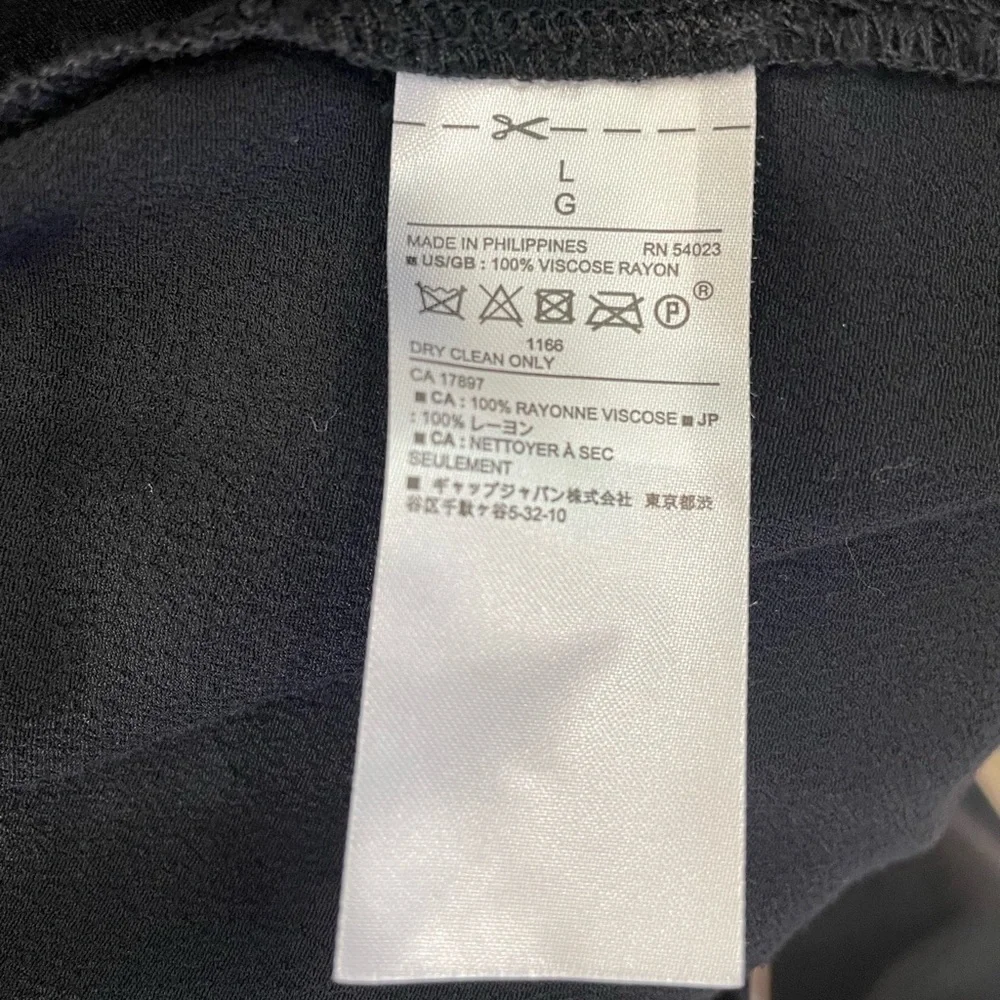 L
G
MADE IN PHILIPPINES RN 54023
■ US/GB : 100% VISCOSE RAYON
P ®
1166
DRY CLEAN ONLY
CA 17897
■ CA : 100% RAYONNE VISCOSE ■ JP
: 100% レーヨン
■ CA : NETTOYER À SEC
SEULEMENT
■ ギャップジャパン株式会社 東京都渋
谷区千駄ケ谷5-32-10